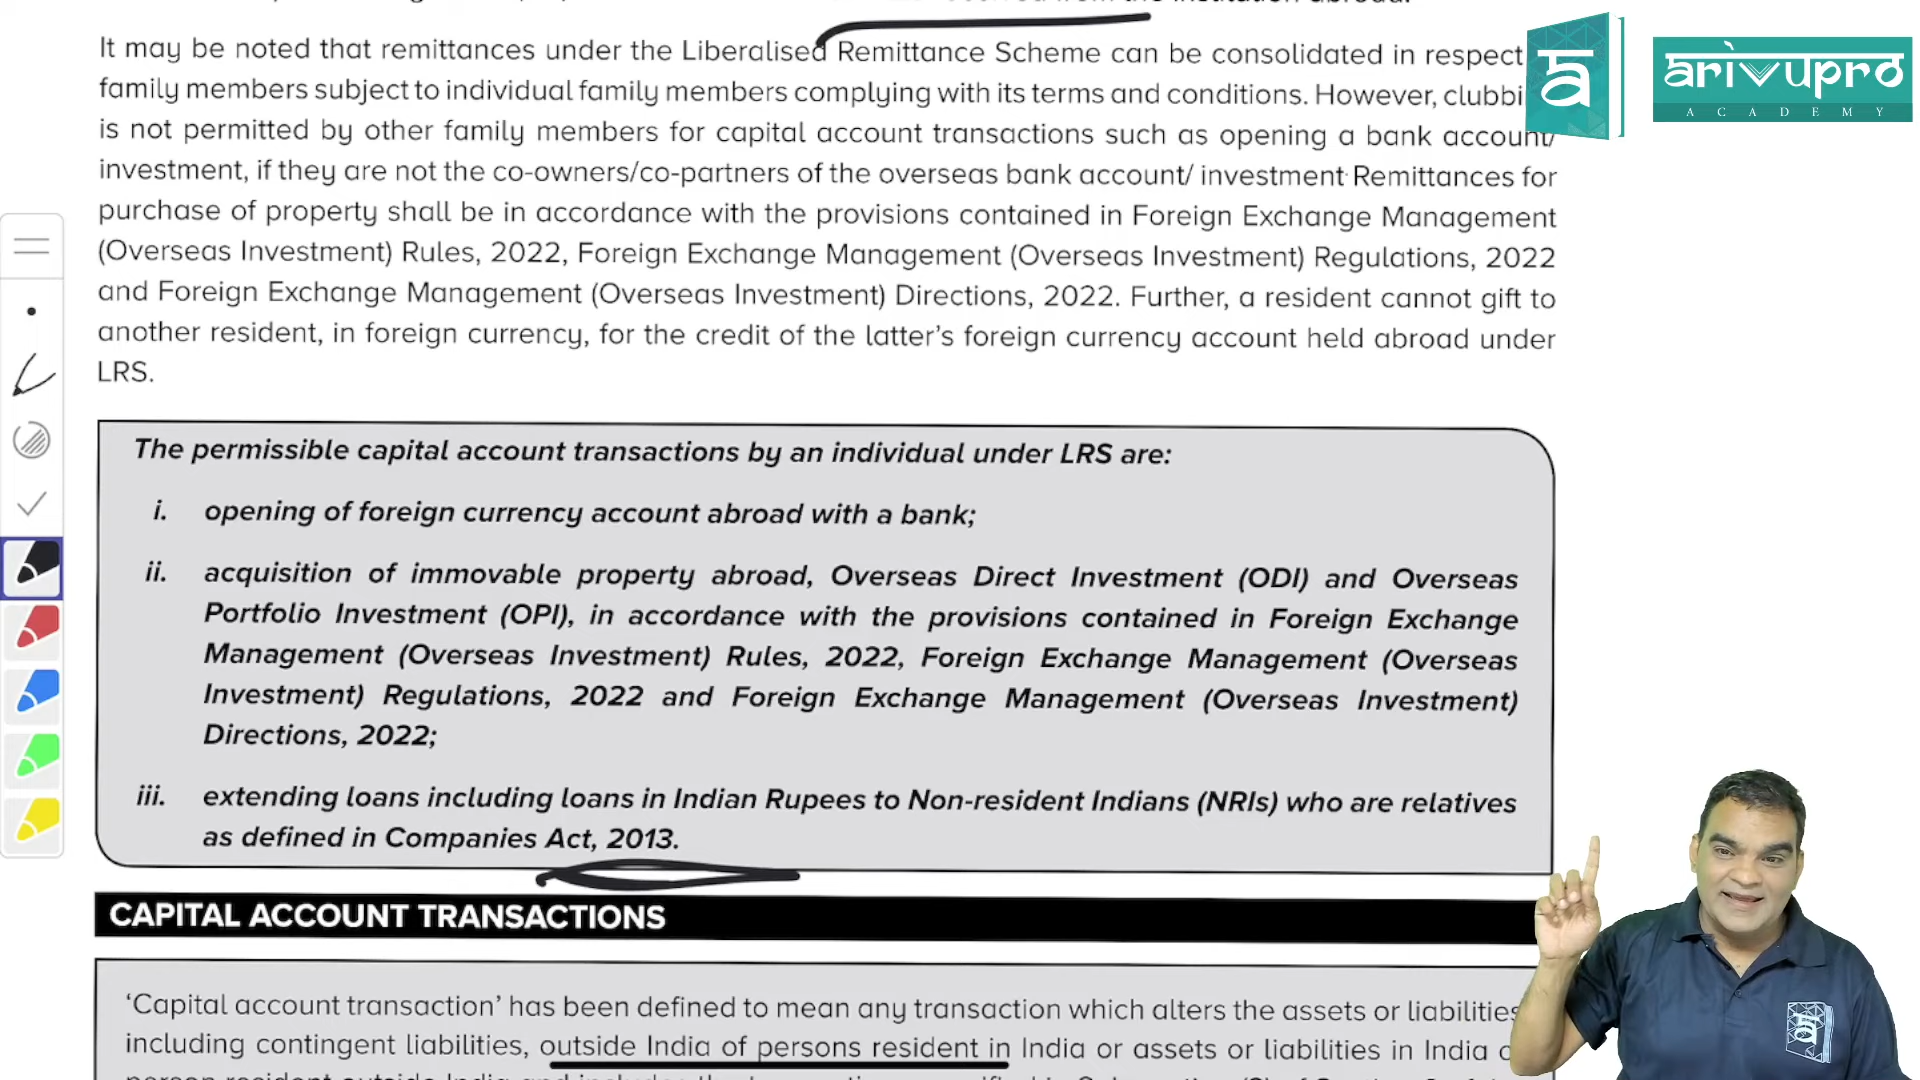 It may be noted that remittances under the Liberalised Remittance Scheme can be consolidated in respect
family members subject to individual family members complying with its terms and conditions. However,
is not permitted by other family members for capital account transactions such as opening a bank account/
investment, if they are not the co-owners/co-partners of the overseas bank account/ investment Remittances for
purchase of property shall be in accordance with the provisions contained in Foreign Exchange Management
(Overseas Investment) Rules, 2022, Foreign Exchange Management (Overseas Investment) Regulations, 2022
and Foreign Exchange Management (Overseas Investment) Directions, 2022. Further, a resident cannot gift to
another resident, in foreign currency, for the credit of the latter's foreign currency account held abroad under
LRS.
arivupro
ACADEMY
The permissible capital account transactions by an individual under LRS are:
i. opening of foreign currency account abroad with a bank;
ii. acquisition of immovable property abroad, Overseas Direct Investment (ODI) and Overseas
Portfolio Investment (OPI), in accordance with the provisions contained in Foreign Exchange
Management (Overseas Investment) Rules, 2022, Foreign Exchange Management (Overseas
Investment) Regulations, 2022 and Foreign Exchange Management (Overseas Investment)
Directions, 2022;
iii. extending loans including loans in Indian Rupees to Non-resident Indians (NRIs) who are relatives
as defined in Companies Act, 2013.
CAPITAL ACCOUNT TRANSACTIONS
‘Capital account transaction’ has been defined to mean any transaction which alters the assets or liabilities
including contingent liabilities, outside India of persons resident in India or assets or liabilities in India